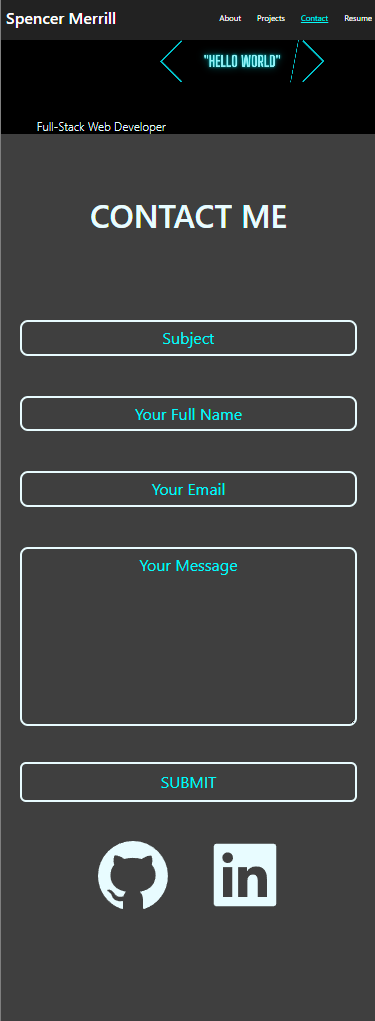 Spencer Merrill
About Projects Contact Resume
"HELLO WORLD"
Full-Stack Web Developer
CONTACT ME
Subject
Your Full Name
Your Email
Your Message
SUBMIT
in